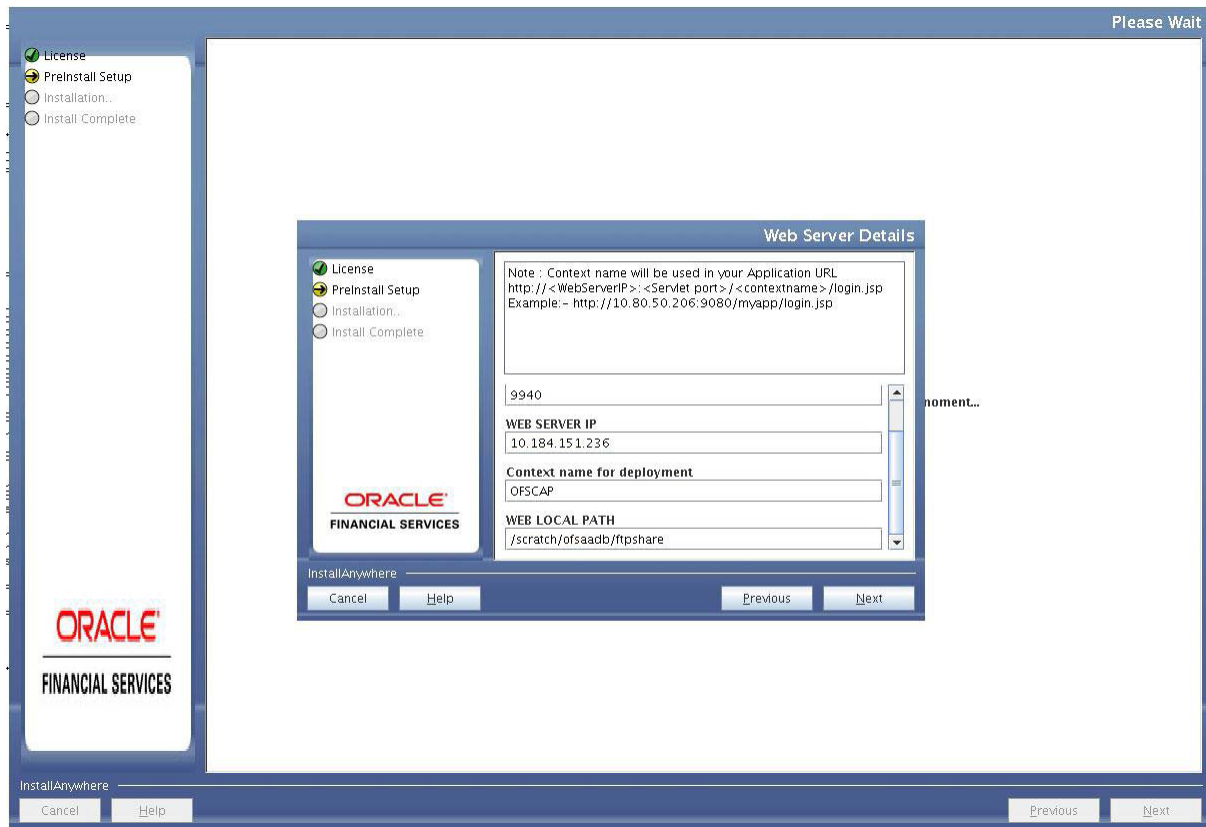 Please Wait
License
PreInstall Setup
Installation..
Install Complete
Web Server Details
License
PreInstall Setup
Installation..
Install Complete
Note : Context name will be used in your Application URL
http://<WebServerIP>:<Servlet port>/<contextname>/login.jsp
Example:- http://10.80.50.206:9080/myapp/login.jsp
9940
WEB SERVER IP
10.184.151.236
Context name for deployment
OFSCAP
WEB LOCAL PATH
/scratch/ofsaadb/ftpshare
ORACLE
FINANCIAL SERVICES
InstallAnywhere
Cancel
Help
Previous
Next
moment...
ORACLE
FINANCIAL SERVICES
InstallAnywhere
Cancel
Help
Previous
Next